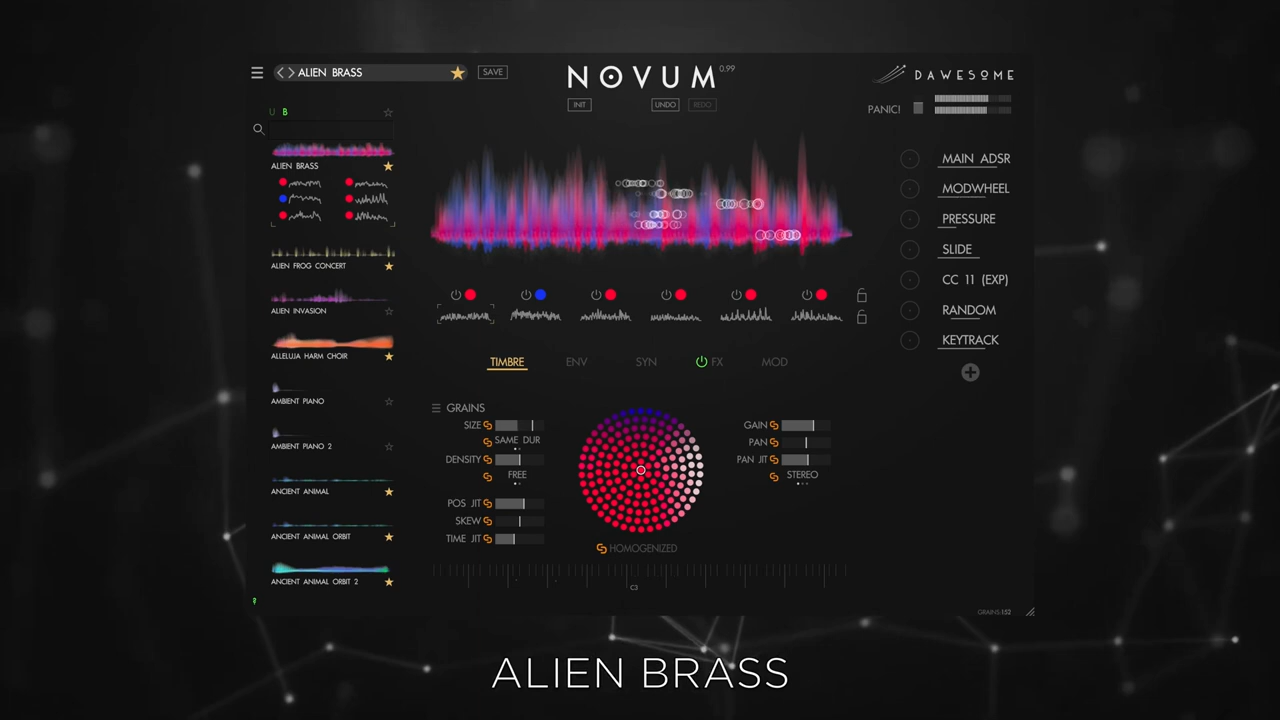 ALIEN BRASS
SAVE
NOVUM 0.99
INIT
UNDO
REDO
DAWESOME
PANIC!
U B
ALIEN BRASS
ALIEN FROG CONCERT
ALIEN INVASION
ALLELUJA HARM CHOIR
AMBIENT PIANO
AMBIENT PIANO 2
ANCIENT ANIMAL
ANCIENT ANIMAL ORBIT
ANCIENT ANIMAL ORBIT 2
TIMBRE
ENV
SYN
FX
MOD
GRAINS
SIZE
SAME DUR
DENSITY
FREE
POS JIT
SKEW
TIME JIT
HOMOGENIZED
GAIN
PAN
PAN JIT
STEREO
C3
MAIN ADSR
MODWHEEL
PRESSURE
SLIDE
CC 11 (EXP)
RANDOM
KEYTRACK
GRAINS:152
ALIEN BRASS